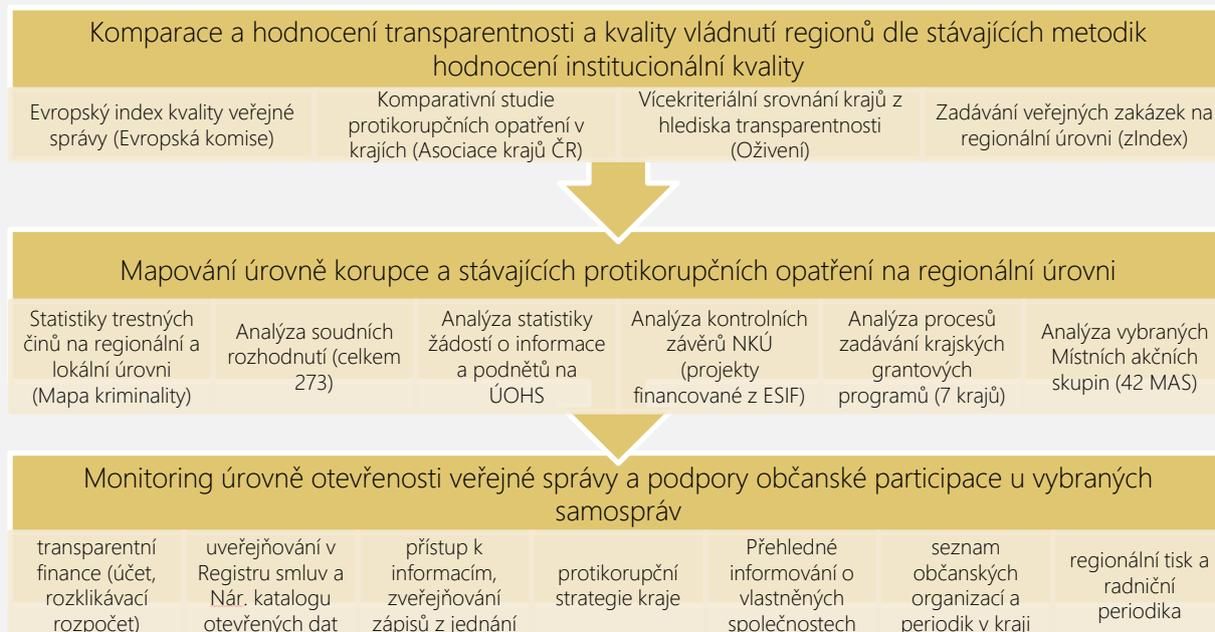 Komparace a hodnocení transparentnosti a kvality vládnutí regionů dle stávajících metodik
hodnocení institucionální kvality
Evropský index kvality veřejné
správy (Evropská komise)
Komparativní studie
protikorupčních opatření v
krajích (Asociace krajů ČR)
Vícekriteriální srovnání krajů z
hlediska transparentnosti
(Oživení)
Zadávání veřejných zakázek na
regionální úrovni (zIndex)
Mapování úrovně korupce a stávajících protikorupčních opatření na regionální úrovni
Statistiky trestných
činů na regionální a
lokální úrovni
(Mapa kriminality)
Analýza soudních
rozhodnutí (celkem
273)
Analýza statistiky
žádostí o informace
a podnětů na
ÚOHS
Analýza kontrolních
závěrů NKÚ
(projekty
financované z ESIF)
Analýza procesů
zadávání krajských
grantových
programů (7 krajů)
Analýza vybraných
Místních akčních
skupin (42 MAS)
Monitoring úrovně otevřenosti veřejné správy a podpory občanské participace u vybraných
samospráv
transparentní
finance (účet,
rozklikávací
rozpočet)
uveřejňování v
Registru smluv a
Nár. katalogu
otevřených dat
přístup k
informacím,
zveřejňování
zápisů z jednání
protikorupční
strategie kraje
Přehledné
informování o
vlastněných
společnostech
seznam
občanských
organizací a
periodik v kraji
regionální tisk a
radniční
periodika